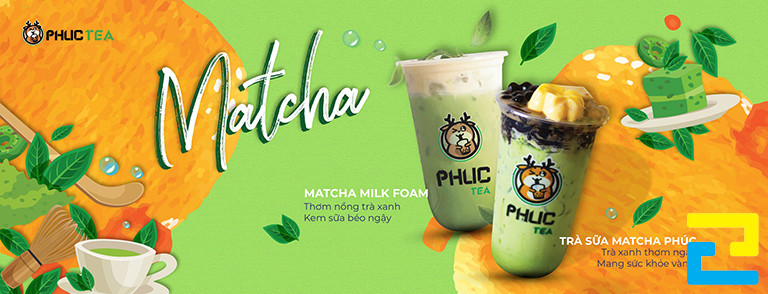 PHUC TEA
Matcha
PHUC
TEA
PHUC
TEA
MATCHA MILK FOAM
Thơm nồng trà xanh
Kem sữa béo ngậy
TRÀ SỮA MATCHA PHÚC
Trà xanh thơm
Mang sức khỏe